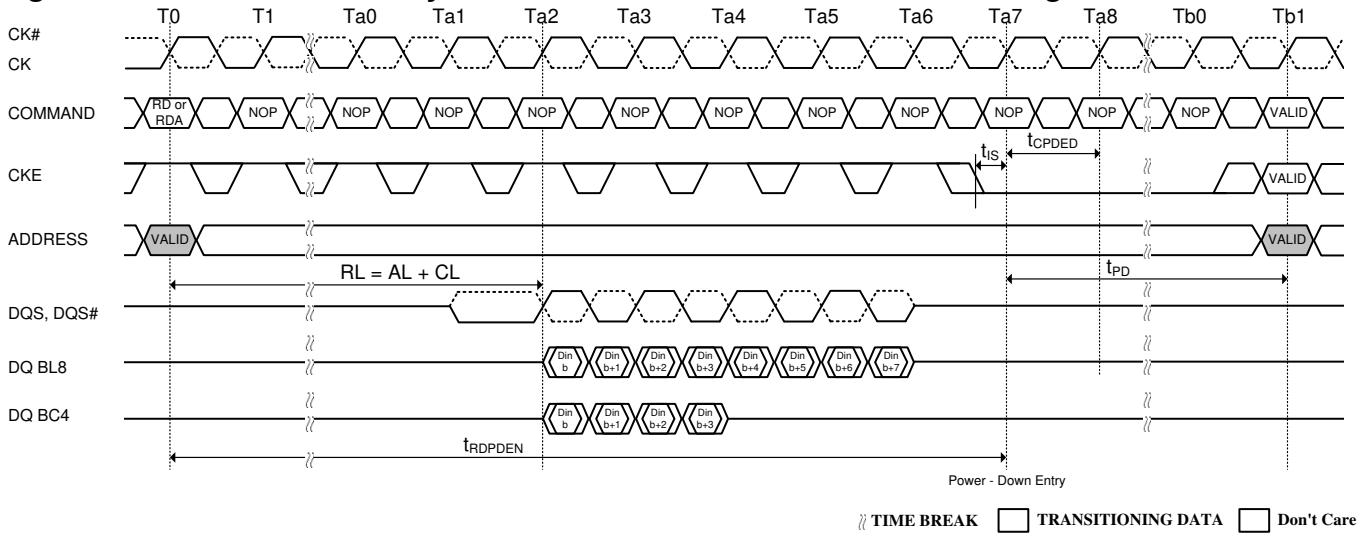 T0 T1 Ta0 Ta1 Ta2 Ta3 Ta4 Ta5 Ta6 Ta7 Ta8 Tb0 Tb1
CK#
CK
COMMAND
RD or
RDA
NOP NOP NOP NOP NOP NOP NOP NOP NOP NOP NOP VALID
tIS
tCPDED
CKE
VALID
ADDRESS
VALID
VALID
RL = AL + CL
tPD
DQS, DQS#
DQ BL8
Din b
Din b+1
Din b+2
Din b+3
Din b+4
Din b+5
Din b+6
Din b+7
DQ BC4
Din b
Din b+1
Din b+2
Din b+3
tRDPDEN
Power - Down Entry
TIME BREAK
TRANSITIONING DATA
Don't Care